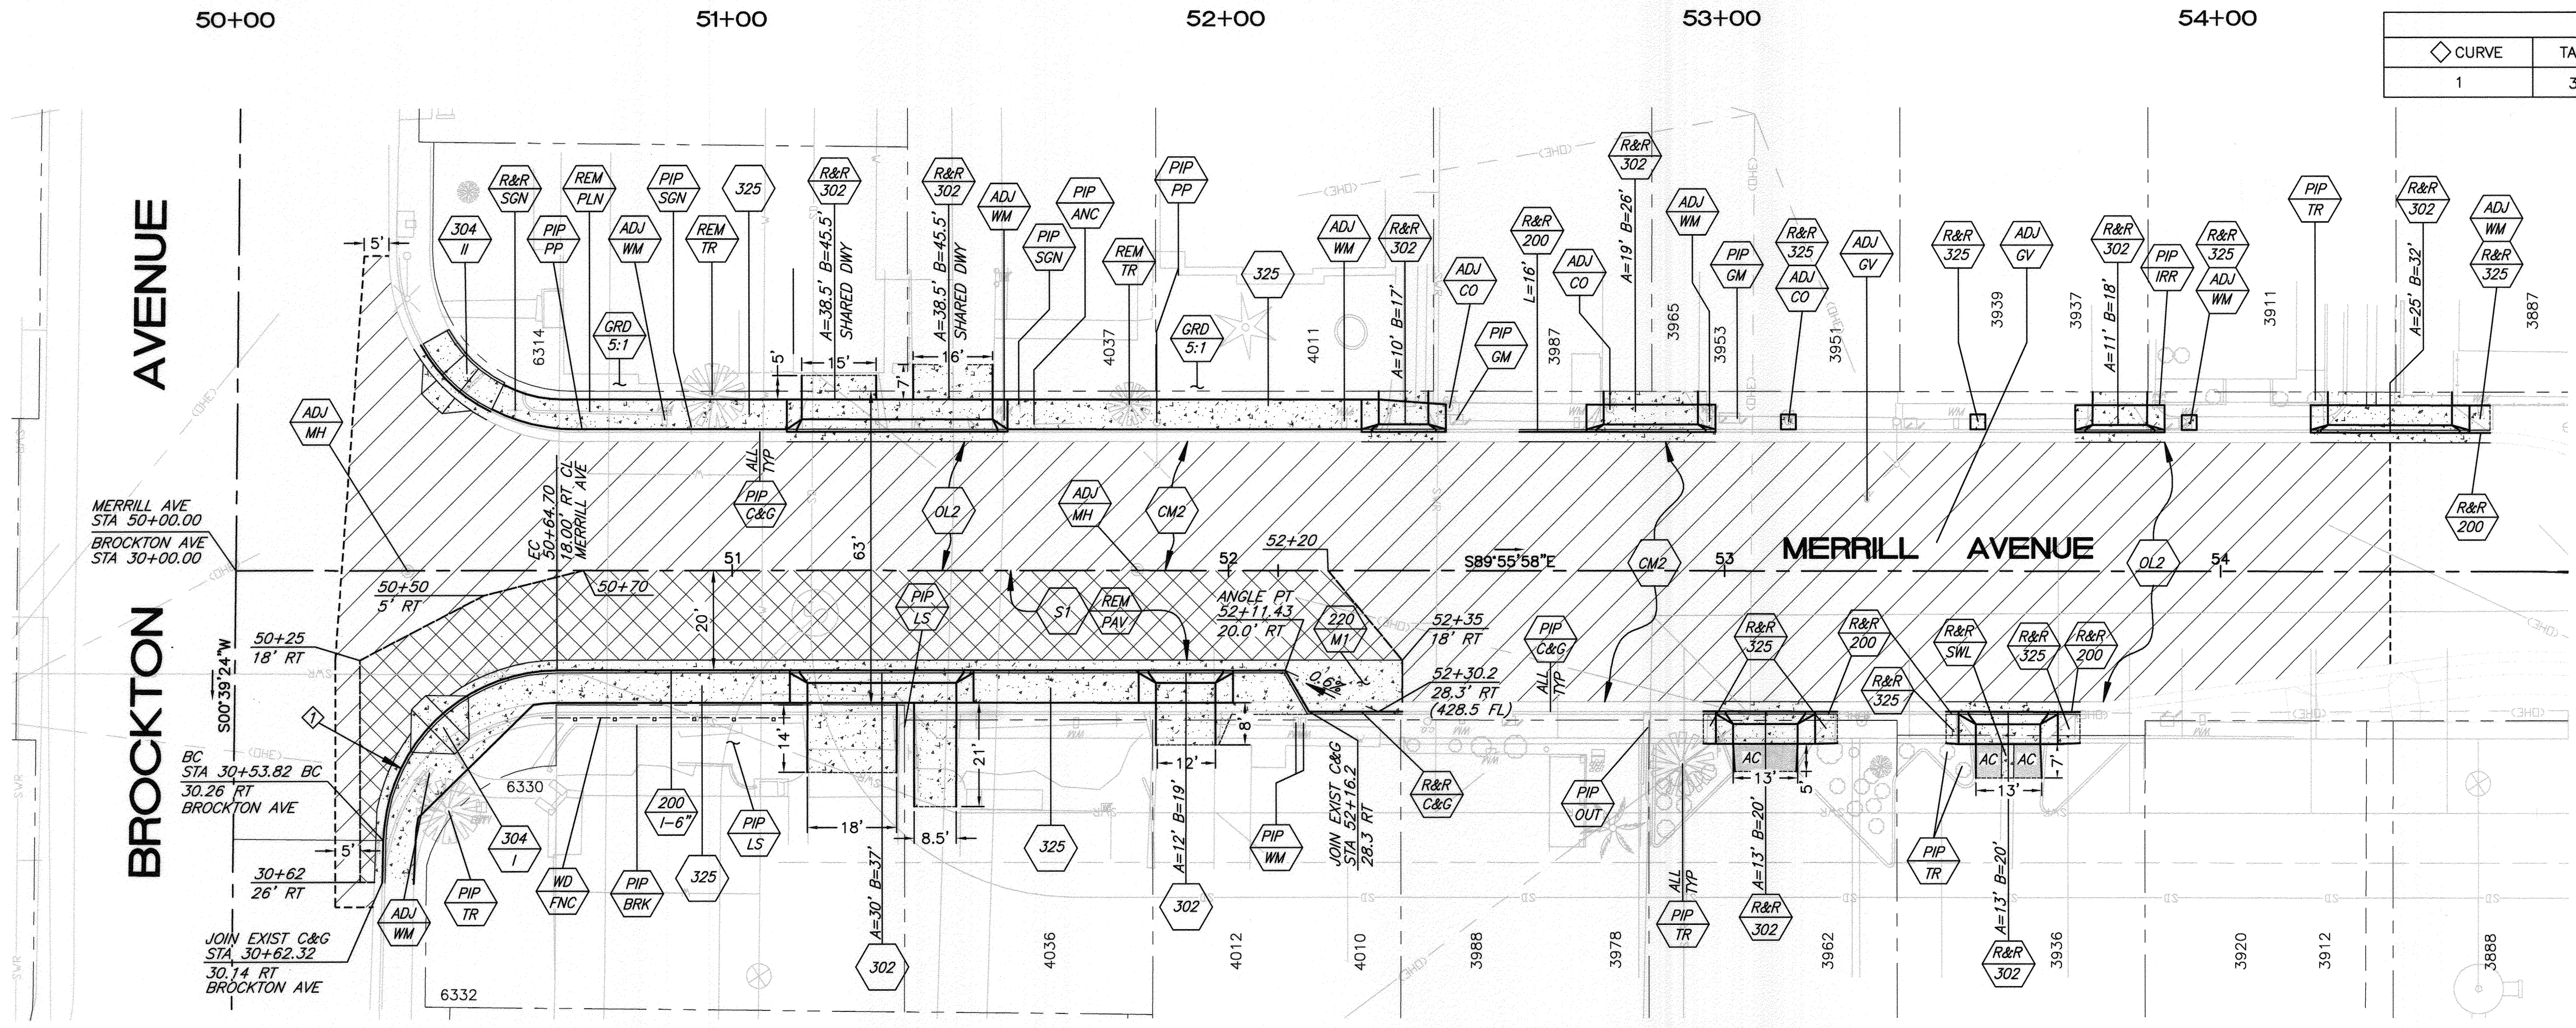 50+00
51+00
52+00
53+00
54+00
CURVE
TA
1
3
AVENUE
5'
304
II
R&R
SGN
PIP
PP
REM
PLN
ADJ
WM
PIP
SGN
REM
TR
325
R&R
302
A=38.5' B=45.5'
SHARED DWY
R&R
302
A=38.5' B=45.5'
SHARED DWY
ADJ
WM
PIP
SGN
PIP
ANC
REM
TR
PIP
PP
325
ADJ
WM
R&R
302
A=10' B=17'
ADJ
CO
PIP
GM
R&R
200
L=16'
ADJ
CO
R&R
302
A=19' B=26'
ADJ
WM
PIP
GM
R&R
325
ADJ
CO
ADJ
GV
R&R
325
ADJ
GV
R&R
302
A=11' B=18'
PIP
IRR
R&R
325
ADJ
WM
PIP
TR
R&R
302
A=25' B=32'
ADJ
WM
R&R
325
6314
GRD
5:1
5'
15'
7'
16'
4037
GRD
5:1
4011
3987
3965
3953
3951
3939
3937
3911
3887
ADJ
MH
EC
50+64.70
18.00' RT CL
MERRILL AVE
ALL
TYP
PIP
C&G
63'
OL2
ADJ
MH
CM2
R&R
200
MERRILL AVE
STA 50+00.00
BROCKTON AVE
STA 30+00.00
51
52
52+20
S89°55'58"E
CM2
53
MERRILL AVENUE
OL2
54
50+50
5' RT
50+70
20'
PIP
LS
S1
REM
PAV
ANGLE PT
52+11.43
20.0' RT
220
M1
0.67'
52+35
18' RT
52+30.2
28.3' RT
(428.5 FL)
PIP
C&G
ALL
TYP
R&R
325
R&R
200
R&R
325
R&R
SWL
R&R
325
R&R
200
50+25
18' RT
S00°39'24"W
BROCKTON
1
BC
STA 30+53.82 BC
30.26 RT
BROCKTON AVE
5'
30+62
26' RT
JOIN EXIST C&G
STA 30+62.32
30.14 RT
BROCKTON AVE
6330
14'
18'
21'
8.5'
8'
12'
AC
13'
5'
AC
AC
13'
7'
ADJ
WM
PIP
TR
304
I
WD
FNC
PIP
BRK
200
I-6"
325
PIP
LS
A=30' B=37'
302
325
A=12' B=19'
302
PIP
WM
JOIN EXIST C&G
STA 52+16.2
28.3 RT
R&R
C&G
PIP
OUT
ALL
TYP
PIP
TR
A=13' B=20'
R&R
302
PIP
TR
A=13' B=20'
R&R
302
6332
4036
4012
4010
3988
3978
3962
3936
3920
3912
3888